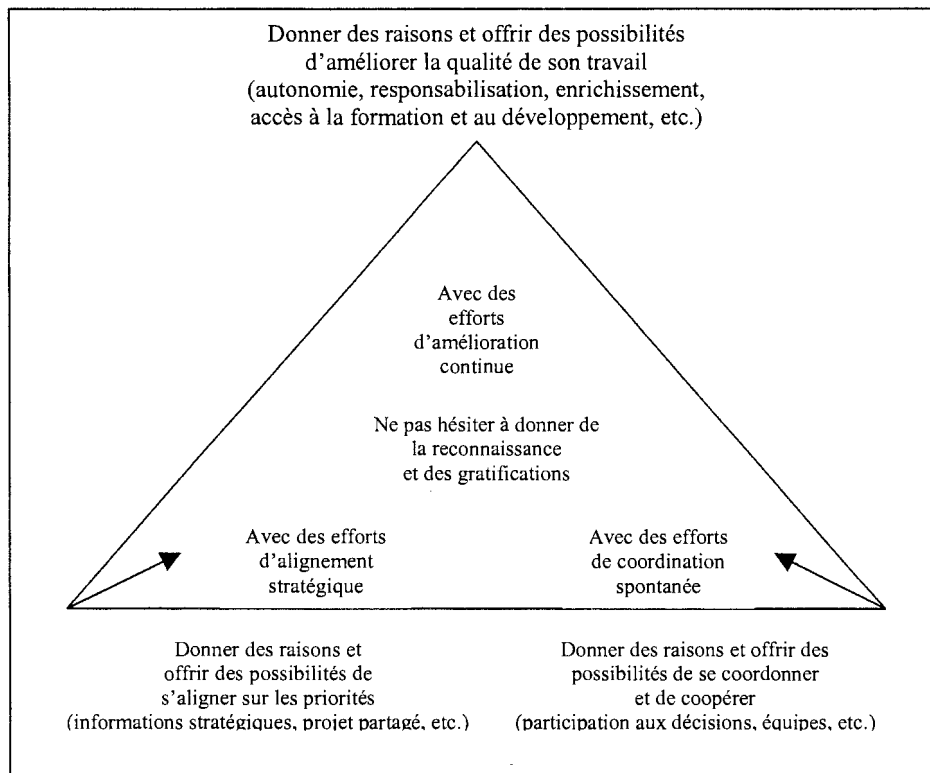 Donner des raisons et offrir des possibilités
d'améliorer la qualité de son travail
(autonomie, responsabilisation, enrichissement,
accès à la formation et au développement, etc.)
Avec des
efforts
d'amélioration
continue
Ne pas hésiter à donner de
la reconnaissance
et des gratifications
Avec des efforts
d'alignement
stratégique
Avec des efforts
de coordination
spontanée
Donner des raisons et
offrir des possibilités de
s'aligner sur les priorités
(informations stratégiques, projet partagé, etc.)
Donner des raisons et offrir des
possibilités de se coordonner
et de coopérer
(participation aux décisions, équipes, etc.)